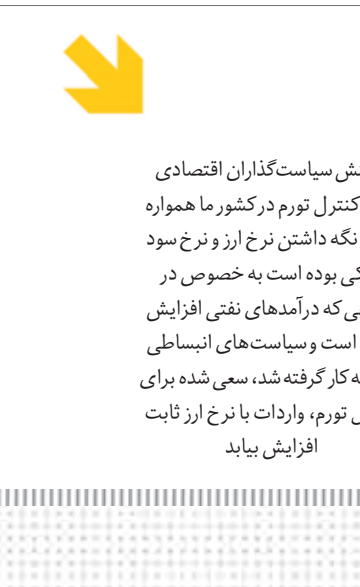 سیاست‌گذاران اقتصادی
کنترل تورم در کشور ما همواره
نگه داشتن نرخ ارز و نرخ سود
بوده است به خصوص در
که درآمدهای نفتی افزایش
است و سیاست‌های انبساطی
کار گرفته شد، سعی شده برای
تورم، واردات با نرخ ارز ثابت
افزایش بیابد